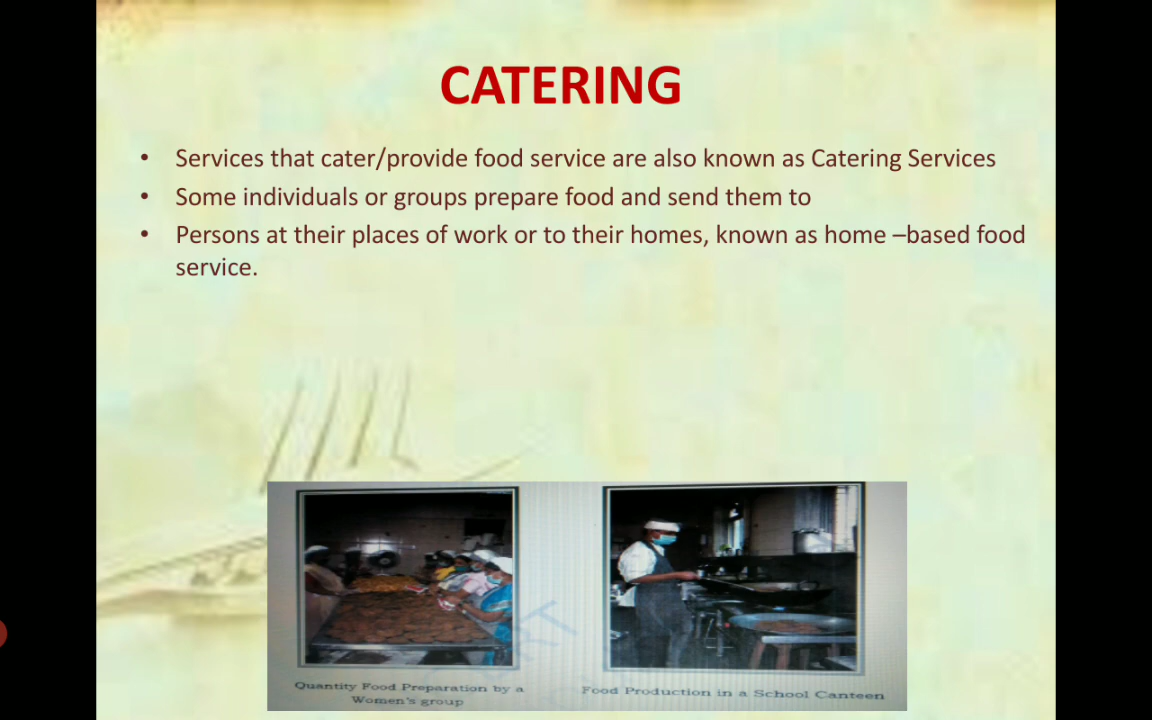 CATERING
• Services that cater/provide food service are also known as Catering Services
• Some individuals or groups prepare food and send them to
• Persons at their places of work or to their homes, known as home –based food
service.
Quantity Food Preparation by a
Women's group
Food Production in a School Canteen